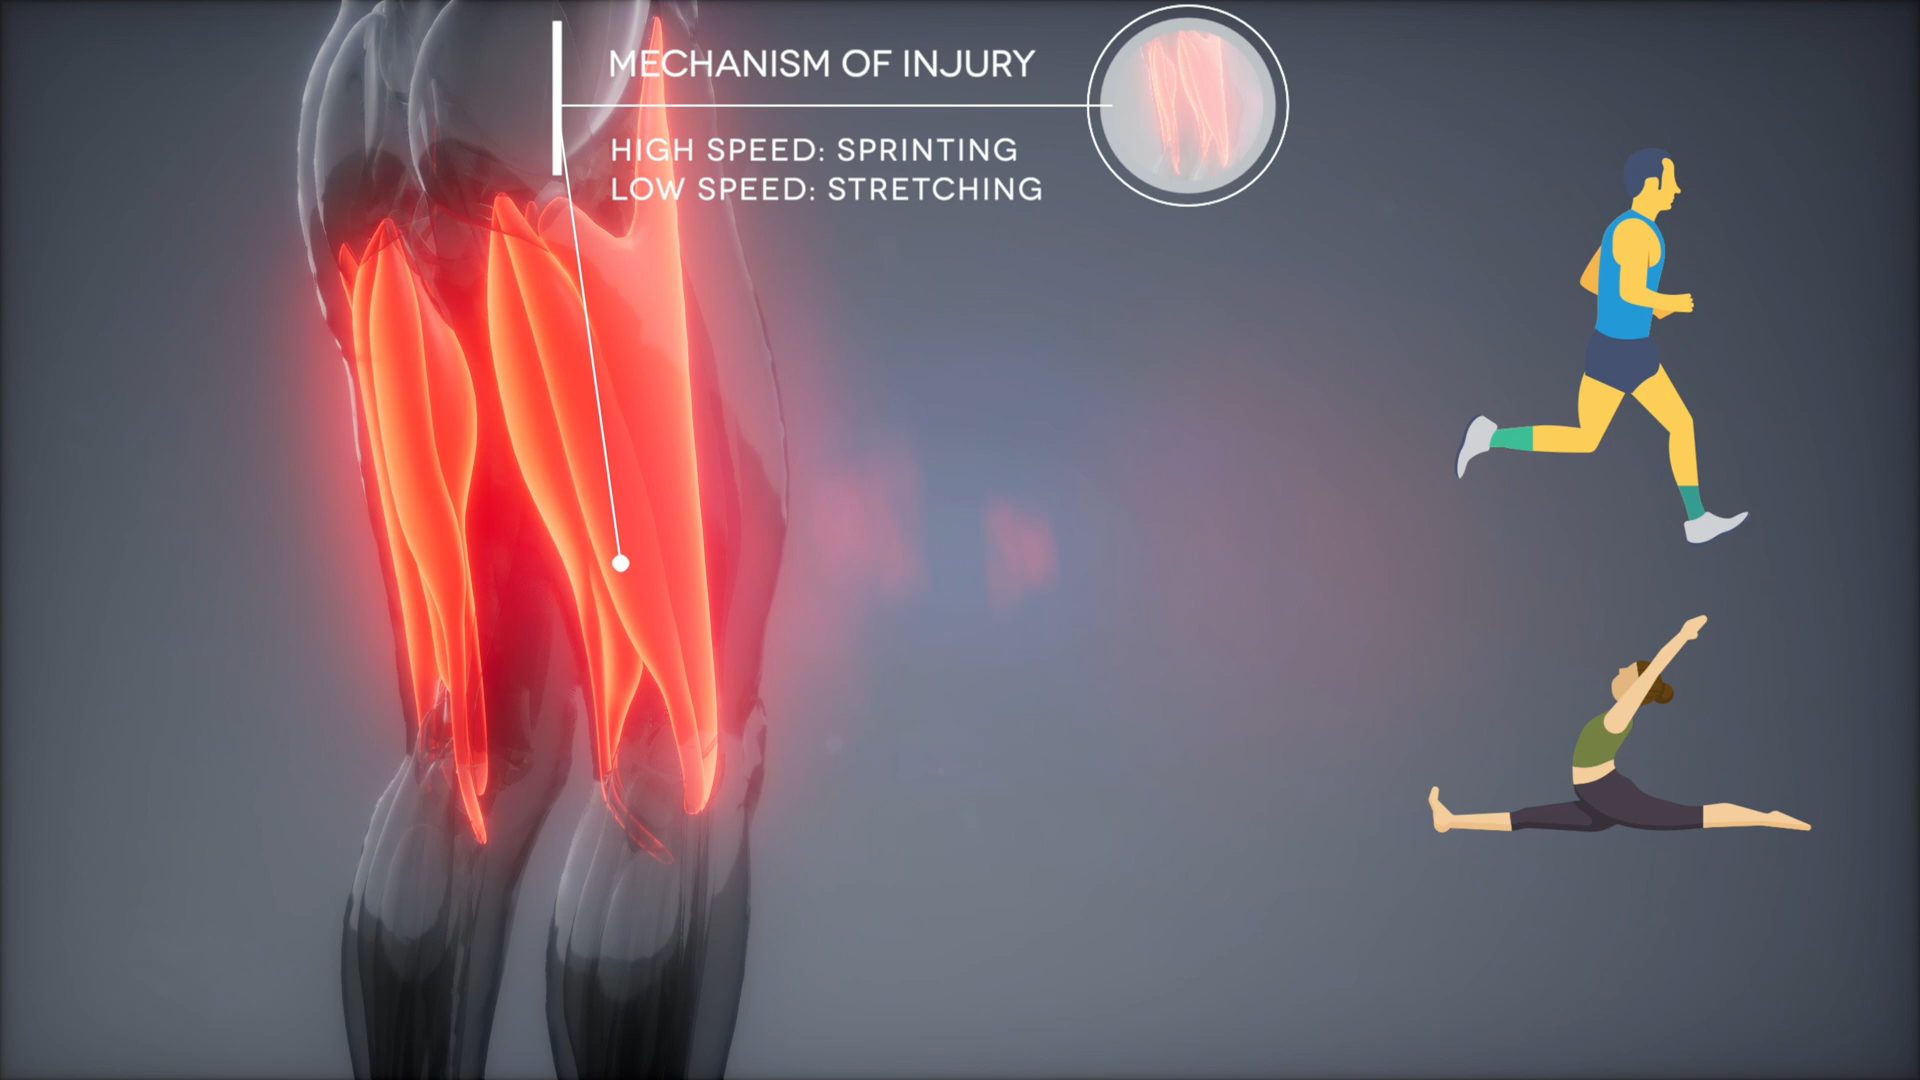 MECHANISM OF INJURY
HIGH SPEED: SPRINTING
LOW SPEED: STRETCHING